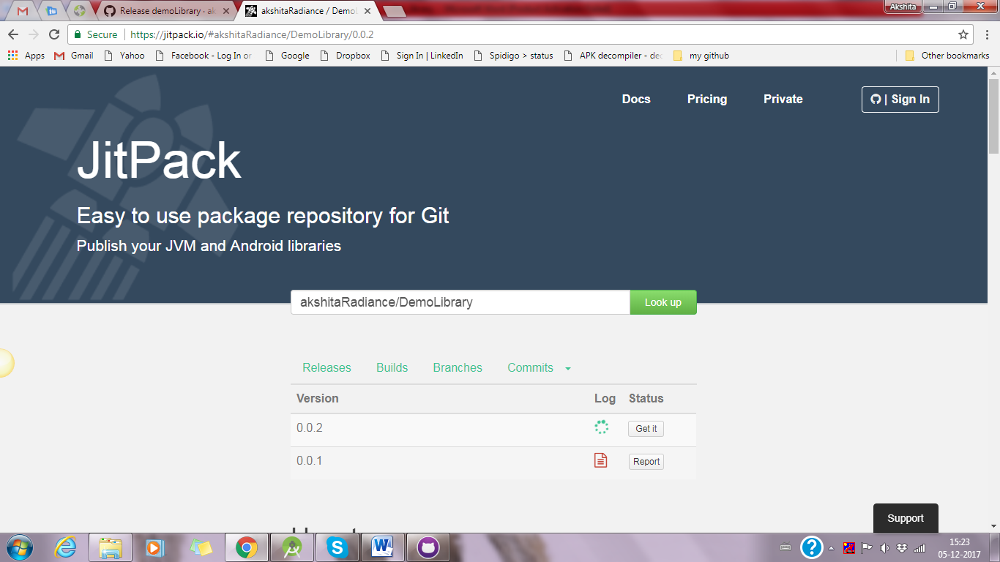 Akshita
Release demoLibrary · ak
akshitaRadiance / DemoL
Secure
https://jitpack.io/#akshitaRadiance/DemoLibrary/0.0.2
Apps
Gmail
Yahoo
Facebook - Log In or
Google
Dropbox
Sign In | LinkedIn
Spidigo > status
APK decompiler - dec
my github
Other bookmarks
Docs
Pricing
Private
| Sign In
JitPack
Easy to use package repository for Git
Publish your JVM and Android libraries
akshitaRadiance/DemoLibrary
Look up
Releases
Builds
Branches
Commits
Version
Log
Status
0.0.2
Get it
0.0.1
Report
Support
15:23
05-12-2017